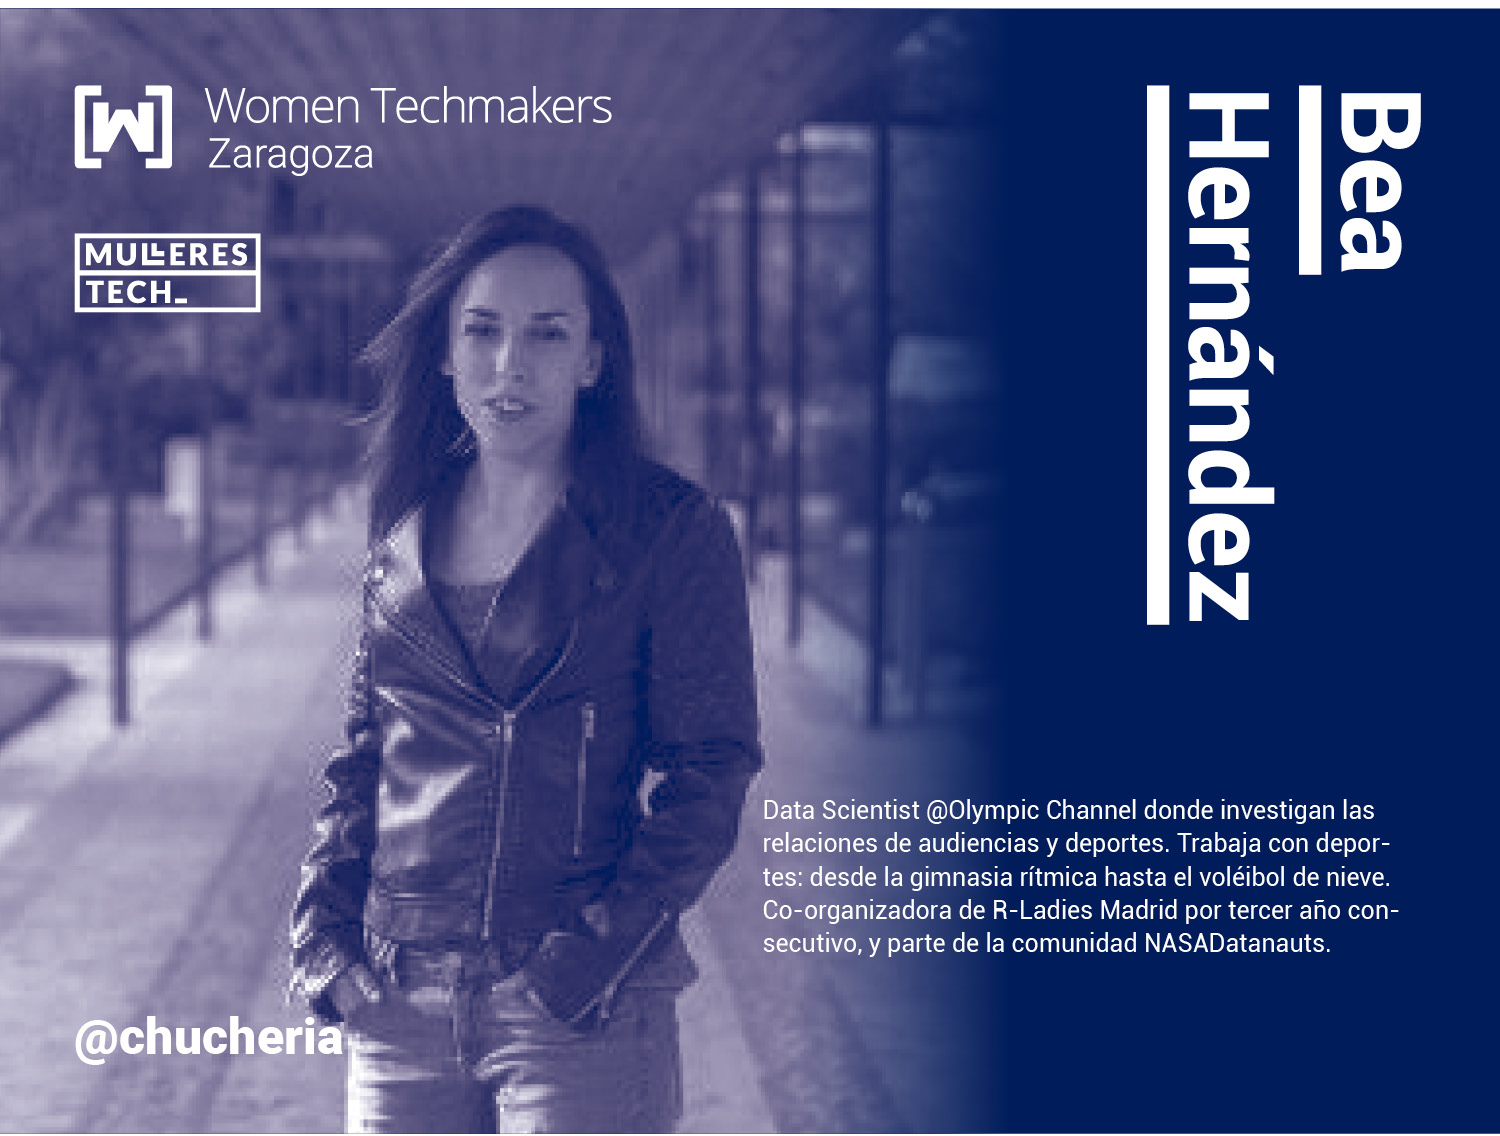 Women Techmakers
Zaragoza
MULLERES
TECH_
Bea
Hernández
Data Scientist @Olympic Channel donde investigan las
relaciones de audiencias y deportes. Trabaja con depor-
tes: desde la gimnasia rítmica hasta el voléibol de nieve.
Co-organizadora de R-Ladies Madrid por tercer año con-
secutivo, y parte de la comunidad NASADatanauts.
@chucheria